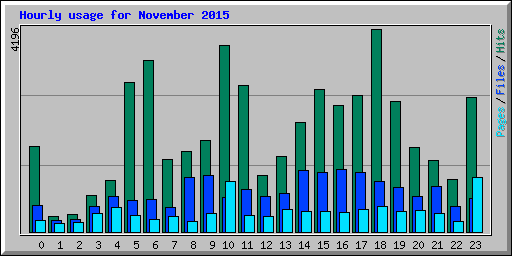 Hourly usage for November 2015
4196
Pages/Files/Hits
0 1 2 3 4 5 6 7 8 9 10 11 12 13 14 15 16 17 18 19 20 21 22 23